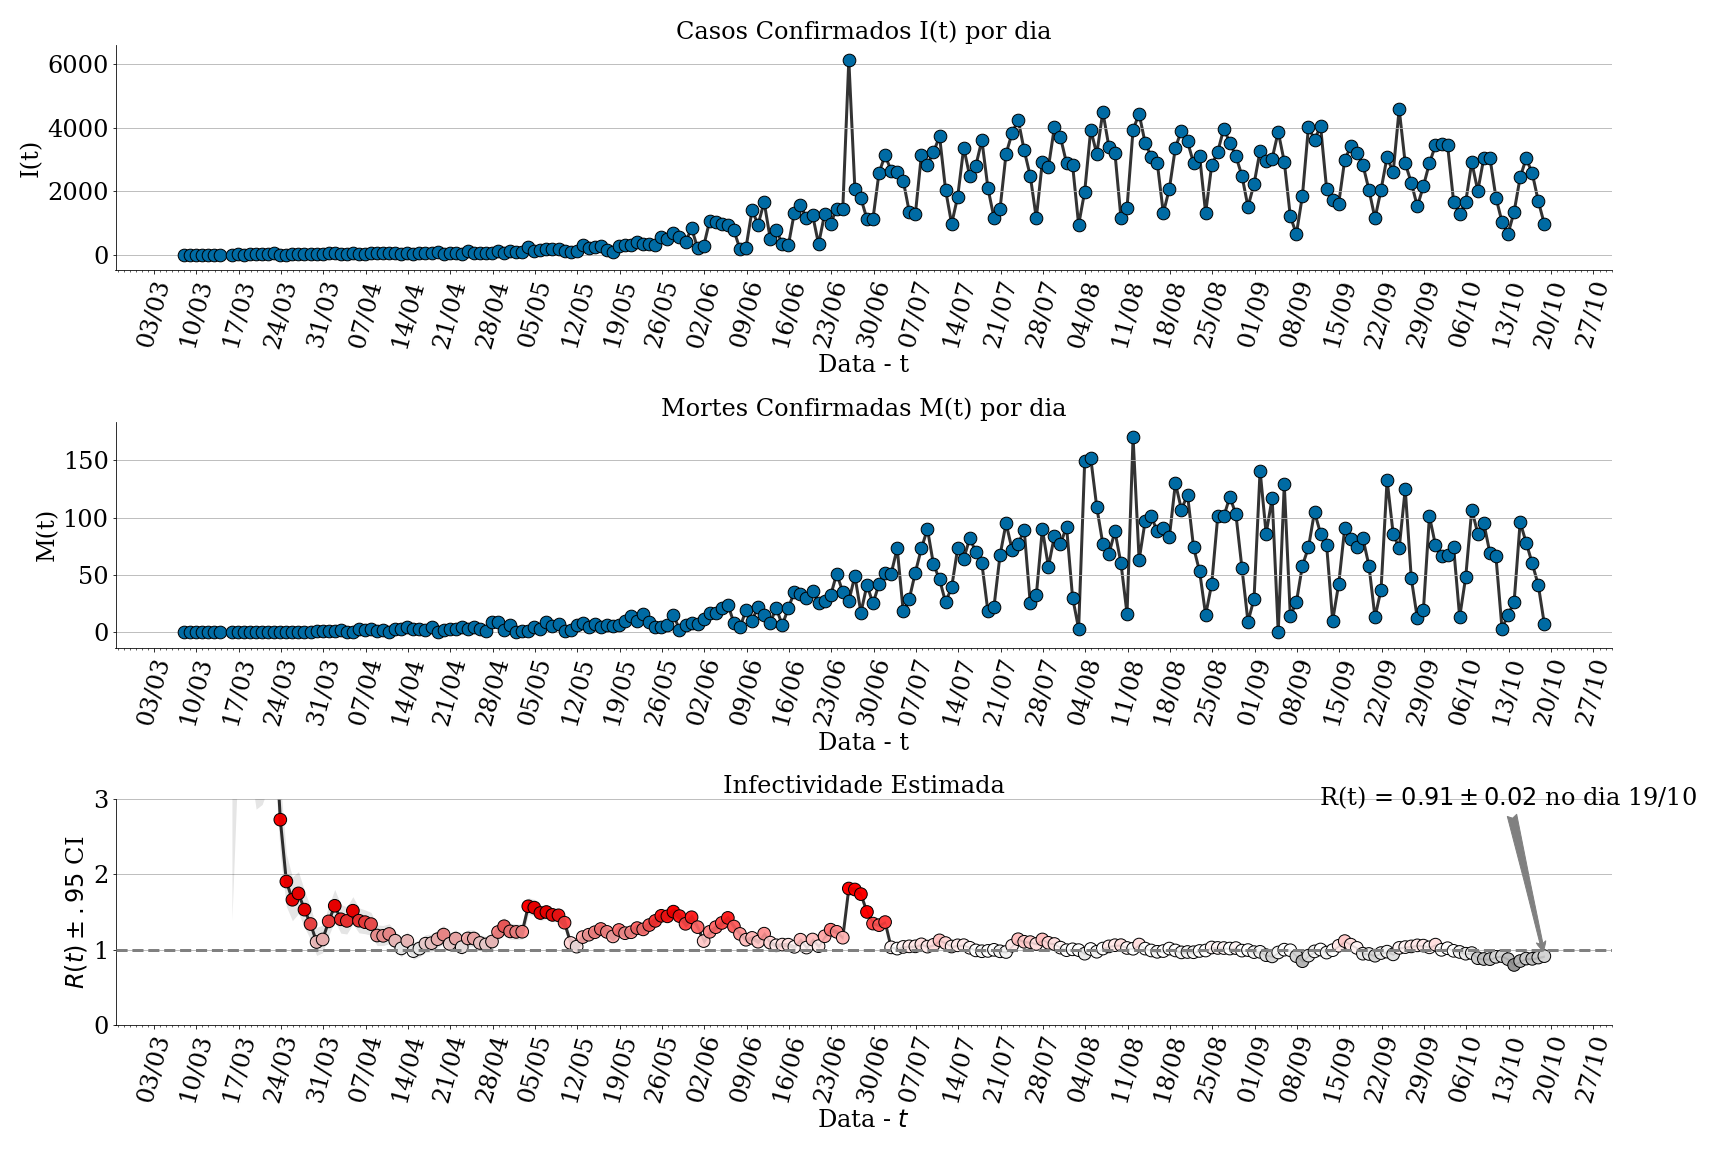 Casos Confirmados I(t) por dia
6000
4000
2000
0
I(t)
03/03 10/03 17/03 24/03 31/03 07/04 14/04 21/04 28/04 05/05 12/05 19/05 26/05 02/06 09/06 16/06 23/06 30/06 07/07 14/07 21/07 28/07 04/08 11/08 18/08 25/08 01/09 08/09 15/09 22/09 29/09 06/10 13/10 20/10 27/10
Data - t
Mortes Confirmadas M(t) por dia
150
100
50
0
M(t)
03/03 10/03 17/03 24/03 31/03 07/04 14/04 21/04 28/04 05/05 12/05 19/05 26/05 02/06 09/06 16/06 23/06 30/06 07/07 14/07 21/07 28/07 04/08 11/08 18/08 25/08 01/09 08/09 15/09 22/09 29/09 06/10 13/10 20/10 27/10
Data - t
Infectividade Estimada
R(t) = 0.91 ± 0.02 no dia 19/10
3
2
1
0
R(t) ± .95 CI
03/03 10/03 17/03 24/03 31/03 07/04 14/04 21/04 28/04 05/05 12/05 19/05 26/05 02/06 09/06 16/06 23/06 30/06 07/07 14/07 21/07 28/07 04/08 11/08 18/08 25/08 01/09 08/09 15/09 22/09 29/09 06/10 13/10 20/10 27/10
Data - t